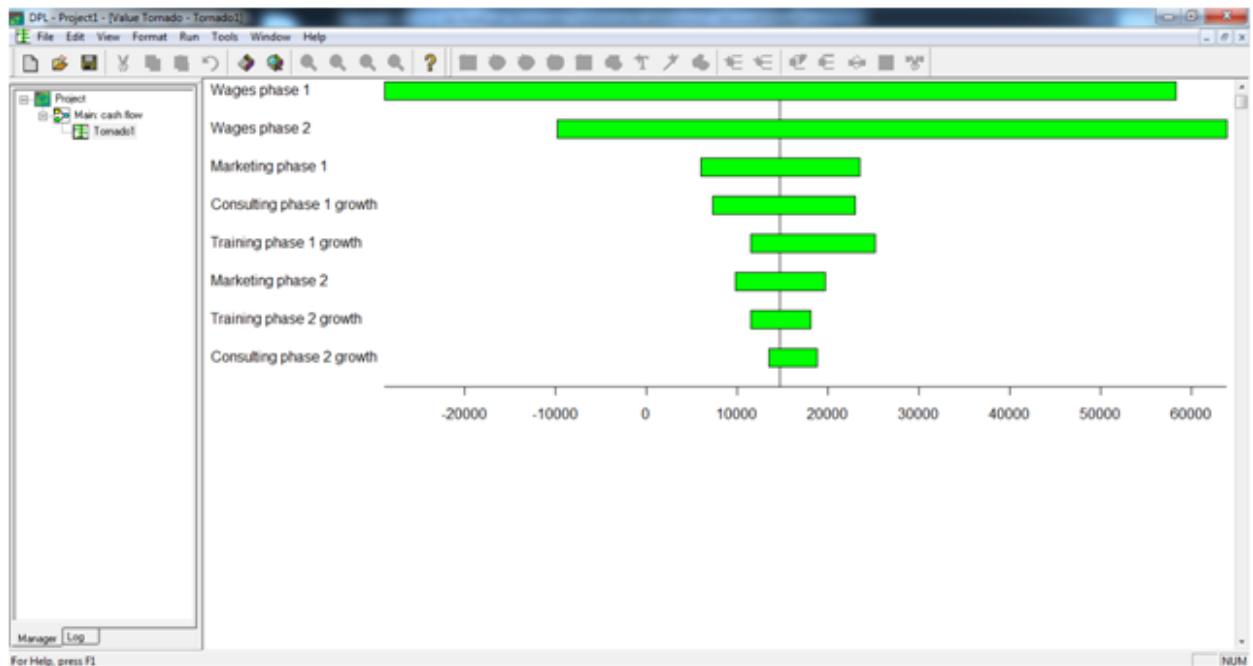 DPL - Project1 - [Value Tornado - Tornado1]
File Edit View Format Run Tools Window Help
Project
Main: cash flow
Tornado1
Wages phase 1
Wages phase 2
Marketing phase 1
Consulting phase 1 growth
Training phase 1 growth
Marketing phase 2
Training phase 2 growth
Consulting phase 2 growth
-20000 -10000 0 10000 20000 30000 40000 50000 60000
Manager Log
For Help, press F1 NUM